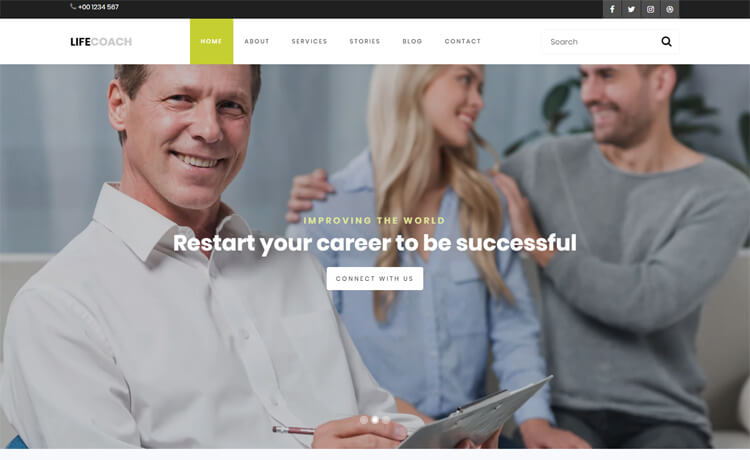 +00 1234 567
LIFECOACH
HOME ABOUT SERVICES STORIES BLOG CONTACT
Search
IMPROVING THE WORLD
Restart your career to be successful
CONNECT WITH US